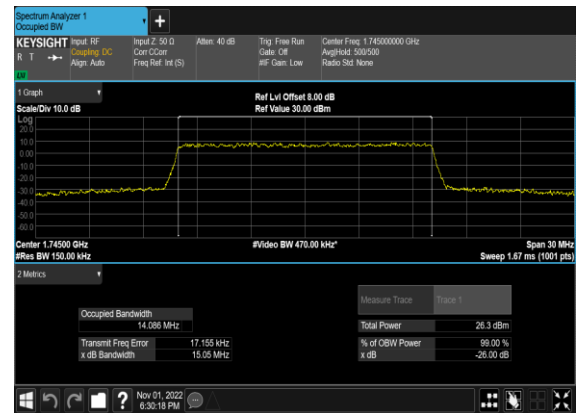 Spectrum Analyzer 1
Occupied BW
+
KEYSIGHT Input: RF Input Z: 50 Ω Atten: 40 dB Trig: Free Run Center Freq: 1.745000000 GHz
R T Coupling: DC Corr CCorr Gate: Off Avg|Hold: 500/500
Align: Auto Freq Ref: Int (S) #IF Gain: Low Radio Std: None
1 Graph
Ref Lvl Offset 8.00 dB
Scale/Div 10.0 dB Ref Value 30.00 dBm
Log
20.0
10.0
0.00
-10.0
-20.0
-30.0
-40.0
-50.0
-60.0
Center 1.74500 GHz #Video BW 470.00 kHz* Span 30 MHz
#Res BW 150.00 kHz Sweep 1.67 ms (1001 pts)
2 Metrics
Measure Trace Trace 1
Occupied Bandwidth
14.086 MHz Total Power 26.3 dBm
Transmit Freq Error 17.155 kHz % of OBW Power 99.00 %
x dB Bandwidth 15.05 MHz x dB -26.00 dB
? Nov 01, 2022
6:30:18 PM